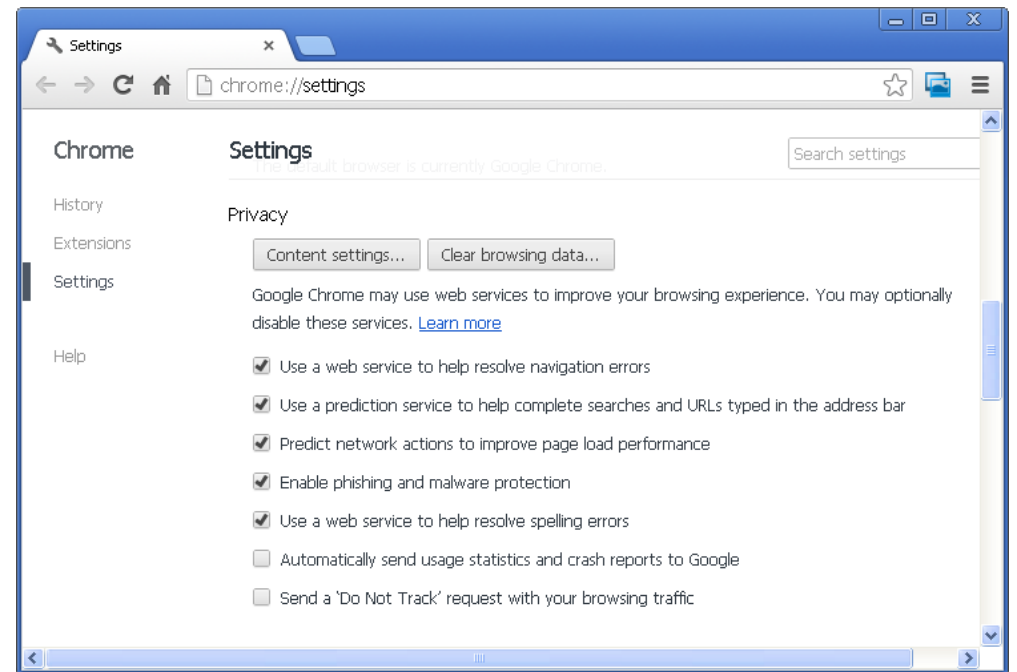 Settings
chrome://settings
Chrome
Settings
Search settings
The default browser is currently Google Chrome.
History
Extensions
Settings
Help
Privacy
Content settings...
Clear browsing data...
Google Chrome may use web services to improve your browsing experience. You may optionally
disable these services. Learn more
Use a web service to help resolve navigation errors
Use a prediction service to help complete searches and URLs typed in the address bar
Predict network actions to improve page load performance
Enable phishing and malware protection
Use a web service to help resolve spelling errors
Automatically send usage statistics and crash reports to Google
Send a 'Do Not Track' request with your browsing traffic